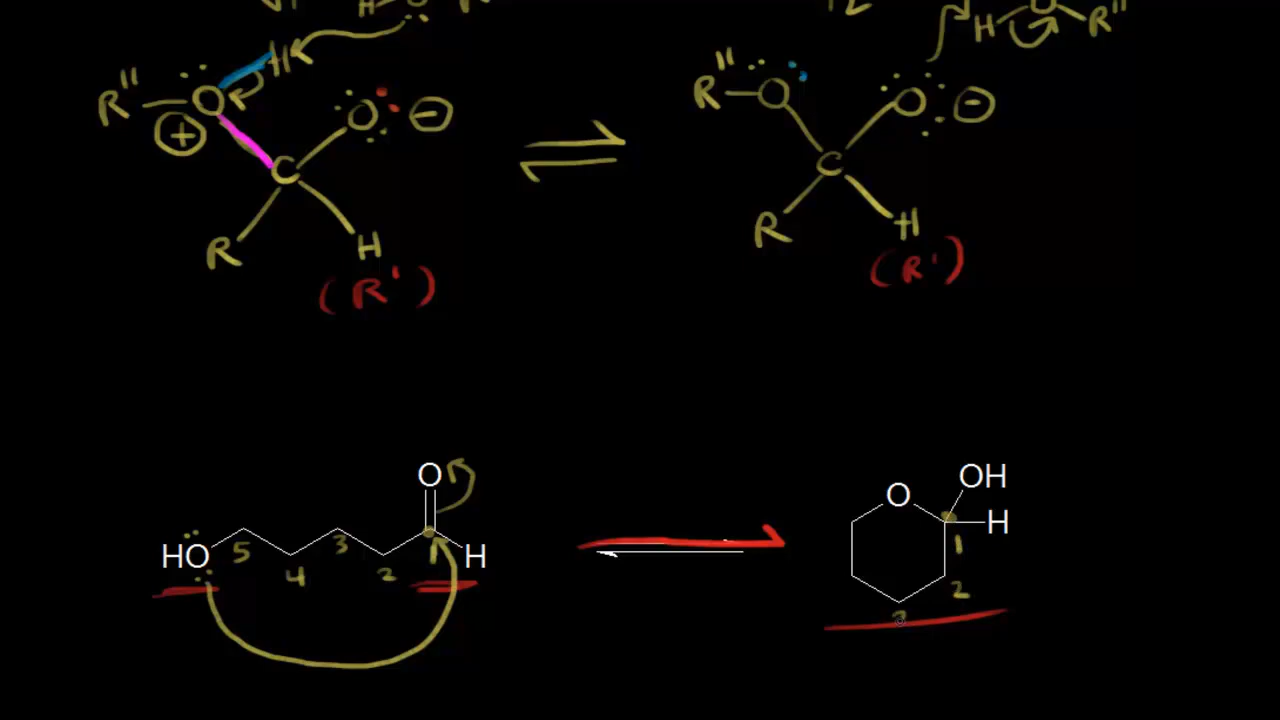 R" O H O −
+
C
R H
(R')
R" O O −
C
R H
(R')
H O R"
O
HO 5 4 3 2 1 H
O OH
H
1
2
3